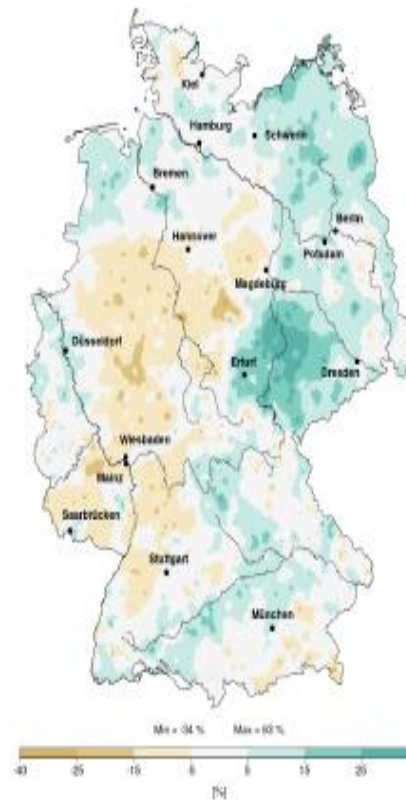 Kiel
Hamburg
Schwerin
Bremen
Berlin
Hannover
Potsdam
Magdeburg
Düsseldorf
Erfurt
Dresden
Wiesbaden
Mainz
Saarbrücken
Stuttgart
München
Min = -34 % Max = 63 %
-40 -25 -15 -5 5 15 25
[%]